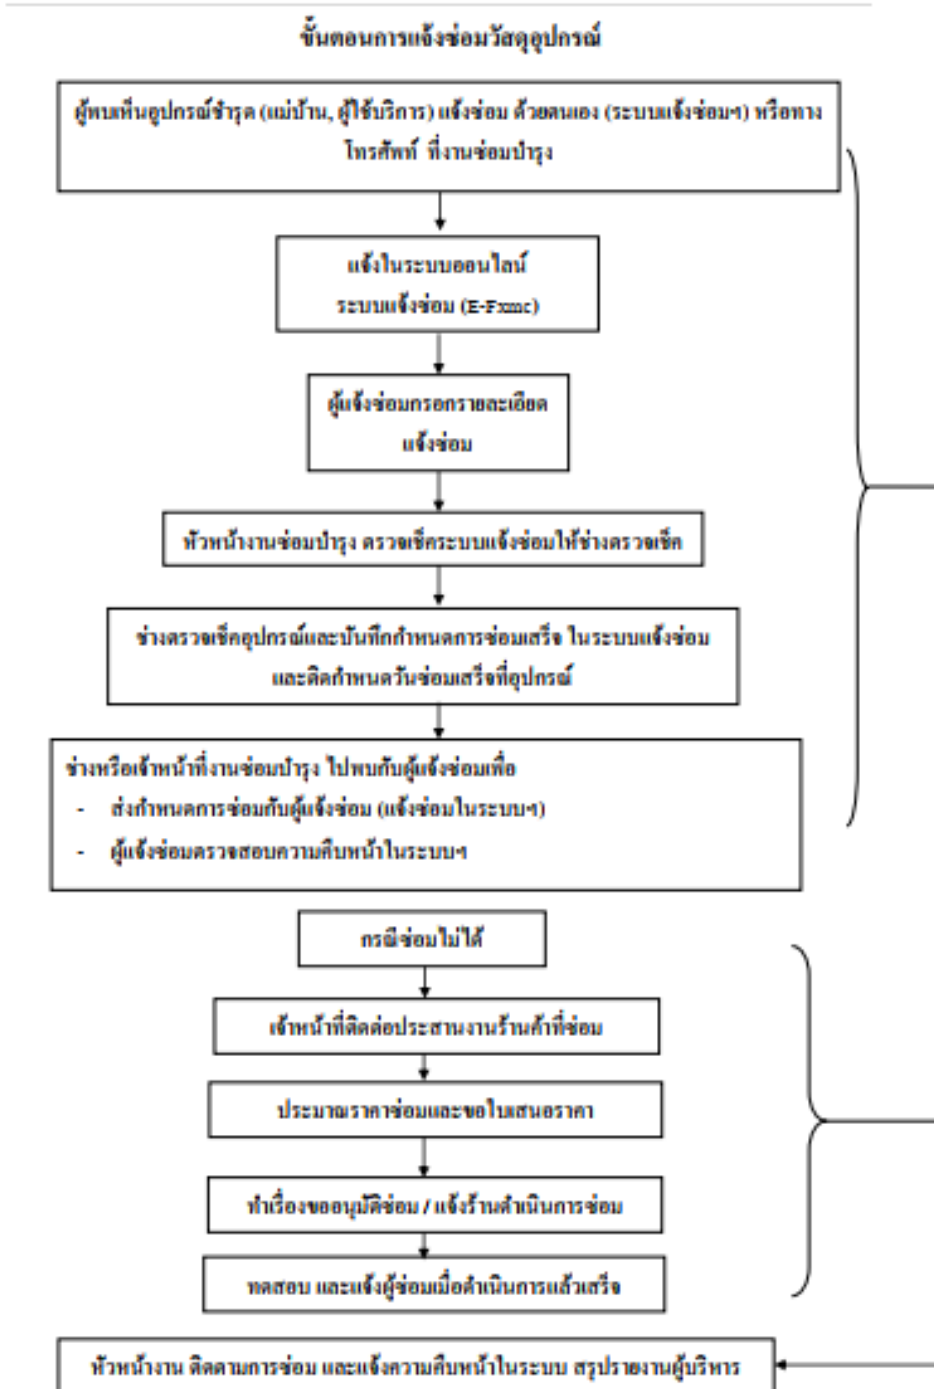 ขั้นตอนการแจ้งซ่อมวัสดุอุปกรณ์
ผู้พบเห็นอุปกรณ์ชำรุด (แม่บ้าน, ผู้ใช้บริการ) แจ้งซ่อม ด้วยตนเอง (ระบบแจ้งซ่อมฯ) หรือทาง
โทรศัพท์ ที่งานซ่อมบำรุง
แจ้งในระบบออนไลน์
ระบบแจ้งซ่อม (E-Fxmc)
ผู้แจ้งซ่อมกรอกรายละเอียด
แจ้งซ่อม
หัวหน้างานซ่อมบำรุง ตรวจเช็คระบบแจ้งซ่อมให้ช่างตรวจเช็ค
ช่างตรวจเช็คอุปกรณ์และบันทึกกำหนดการซ่อมเสร็จ ในระบบแจ้งซ่อม
และติดกำหนดวันซ่อมเสร็จที่อุปกรณ์
ช่างหรือเจ้าหน้าที่งานซ่อมบำรุง ไปพบกับผู้แจ้งซ่อมเพื่อ
- ส่งกำหนดการซ่อมกับผู้แจ้งซ่อม (แจ้งซ่อมในระบบฯ)
- ผู้แจ้งซ่อมตรวจสอบความคืบหน้าในระบบฯ
กรณีซ่อมไม่ได้
เจ้าหน้าที่ติดต่อประสานงานร้านค้าที่ซ่อม
ประมาณราคาซ่อมและขอใบเสนอราคา
ทำเรื่องขออนุมัติซ่อม / แจ้งร้านดำเนินการซ่อม
ทดสอบ และแจ้งผู้ซ่อมเมื่อดำเนินการแล้วเสร็จ
หัวหน้างาน ติดตามการซ่อม และแจ้งความคืบหน้าในระบบ สรุปรายงานผู้บริหาร